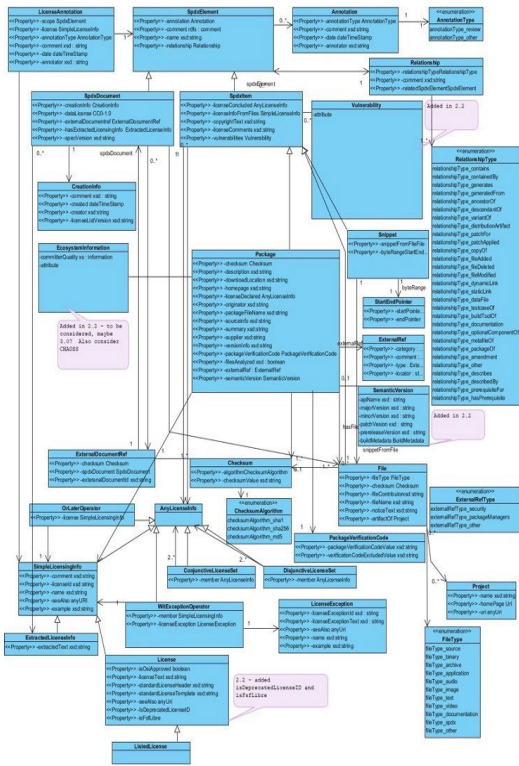 LicenseAnnotation
<<Property>> -scope SpdxElement
<<Property>> -license SimpleLicenseInfo
<<Property>> -annotationType AnnotationType
<<Property>> -comment xsd : string
<<Property>> -date dateTimeStamp
<<Property>> -annotator xsd : string
SpdxElement
<<Property>> -annotation Annotation
<<Property>> -comment rdfs : comment
<<Property>> -name xsd:string
<<Property>> -relationship Relationship
Annotation
<<Property>> -annotationType AnnotationType
<<Property>> -comment xsd:string
<<Property>> -date dateTimeStamp
<<Property>> -annotator xsd:string
<<enumeration>>
AnnotationType
annotationType_review
annotationType_other
Relationship
<<Property>> -relationshipTypeRelationshipType
<<Property>> -comment xsd:string
<<Property>> -relatedSpdxElementSpdxElement
spdxElement
SpdxDocument
<<Property>> -creationInfo CreationInfo
<<Property>> -dataLicense CC0-1.0
<<Property>> -externalDocumentref ExternalDocumentRef
<<Property>> -hasExtractedLicensingInfo ExtractedLicenseInfo
<<Property>> -specVersion xsd:string
SpdxItem
<<Property>> -licenseConcluded AnyLicenseInfo
<<Property>> -licenseInfoFromFiles SimpleLicenseInfo
<<Property>> -copyrightText xsd:string
<<Property>> -licenseComments xsd:string
<<Property>> -vulnerabilities Vulnerability
Vulnerability
-attribute
Added in 2.2
spdxDocument
CreationInfo
<<Property>> -comment xsd : string
<<Property>> -created dateTimeStamp
<<Property>> -creator xsd:string
<<Property>> -licenseListVersion xsd:string
<<enumeration>>
RelationshipType
relationshipType_contains
relationshipType_containedBy
relationshipType_generates
relationshipType_generatedFrom
relationshipType_ancestorOf
relationshipType_descendantOf
relationshipType_variantOf
relationshipType_distributionArtifact
relationshipType_patchFor
relationshipType_patchApplied
relationshipType_copyOf
relationshipType_fileAdded
relationshipType_fileDeleted
relationshipType_fileModified
relationshipType_dynamicLink
relationshipType_staticLink
relationshipType_dataFile
relationshipType_testcaseOf
relationshipType_buildToolOf
relationshipType_documentation
relationshipType_optionalComponentOf
relationshipType_metafileOf
relationshipType_packageOf
relationshipType_amendment
relationshipType_other
relationshipType_describes
relationshipType_describedBy
relationshipType_prerequisiteFor
relationshipType_hasPrerequisite
Snippet
<<Property>> -snippetFromFileFile
<<Property>> -byteRangeStartEnd...
byteRange
StartEndPointer
<<Property>> -startPointe...
<<Property>> -endPointer
EcosystemInformation
-committerQuality vs : information
-attribute
Added in 2.2 - to be
considered, maybe
3.0? Also consider
CHAOSS
Package
<<Property>> -checksum Checksum
<<Property>> -description xsd:string
<<Property>> -downloadLocation xsd:string
<<Property>> -homepage xsd:string
<<Property>> -licenseDeclared AnyLicenseInfo
<<Property>> -originator xsd:string
<<Property>> -packageFileName xsd:string
<<Property>> -sourceInfo xsd:string
<<Property>> -summary xsd:string
<<Property>> -supplier xsd:string
<<Property>> -versionInfo xsd:string
<<Property>> -packageVerificationCode PackageVerificationCode
<<Property>> -filesAnalyzed xsd : boolean
<<Property>> -externalRef : ExternalRef
<<Property>> -semanticVersion SemanticVersion
externalRef
ExternalRef
<<Property>> -category ...
<<Property>> -comment ...
<<Property>> -type : Exte...
<<Property>> -locator : st...
SemanticVersion
-apiName xsd : string
-majorVersion xsd : string
-minorVersion xsd : string
-patchVersion xsd : string
-prereleaseVersion xsd : string
-buildMetadata BuildMetadata
Added in 2.2
hasFile
snippetFromFile
ExternalDocumentRef
<<Property>> -checksum Checksum
<<Property>> -spdxDocument SpdxDocument
<<Property>> -externalDocumentId xsd:string
Checksum
<<Property>> -algorithmChecksumAlgorithm
<<Property>> -checksumValue xsd:string
<<enumeration>>
ChecksumAlgorithm
checksumAlgorithm_sha1
checksumAlgorithm_sha256
checksumAlgorithm_md5
File
<<Property>> -fileType FileType
<<Property>> -checksum Checksum
<<Property>> -fileContributorxsd:string
<<Property>> -fileName xsd:string
<<Property>> -noticeText xsd:string
<<Property>> -artifactOf Project
<<enumeration>>
ExternalRefType
externalRefType_security
externalRefType_packageManagers
externalRefType_other
OrLaterOperator
<<Property>> -license SimpleLicensingInfo
AnyLicenseInfo
PackageVerificationCode
<<Property>> -packageVerificationCodeValue xsd:string
<<Property>> -verificationCodeExcludedValue xsd:string
SimpleLicensingInfo
<<Property>> -comment xsd:string
<<Property>> -licenseId xsd:string
<<Property>> -name xsd:string
<<Property>> -seeAlso anyURI
<<Property>> -example xsd:string
ConjunctiveLicenseSet
<<Property>> -member AnyLicenseInfo
DisjunctiveLicenseSet
<<Property>> -member AnyLicenseInfo
Project
<<Property>> -name xsd:string
<<Property>> -homePage Uri
<<Property>> -uri anyUri
WithExceptionOperator
<<Property>> -member SimpleLicensingInfo
<<Property>> -licenseException LicenseException
LicenseException
<<Property>> -licenseExceptionId xsd : string
<<Property>> -licenseExceptionText xsd : string
<<Property>> -seeAlso anyUri
<<Property>> -name xsd:string
<<Property>> -example xsd:string
ExtractedLicenseInfo
<<Property>> -extractedText xsd:string
<<enumeration>>
FileType
fileType_source
fileType_binary
fileType_archive
fileType_application
fileType_audio
fileType_image
fileType_text
fileType_video
fileType_documentation
fileType_spdx
fileType_other
License
<<Property>> -isOsiApproved xsd:boolean
<<Property>> -licenseText xsd:string
<<Property>> -standardLicenseHeader xsd:string
<<Property>> -standardLicenseTemplate xsd:string
<<Property>> -seeAlso anyUri
<<Property>> -isDeprecatedLicenseID
<<Property>> -isFsfLibre
2.2 - added
isDeprecatedLicenseID and
isFsfLibre
ListedLicense